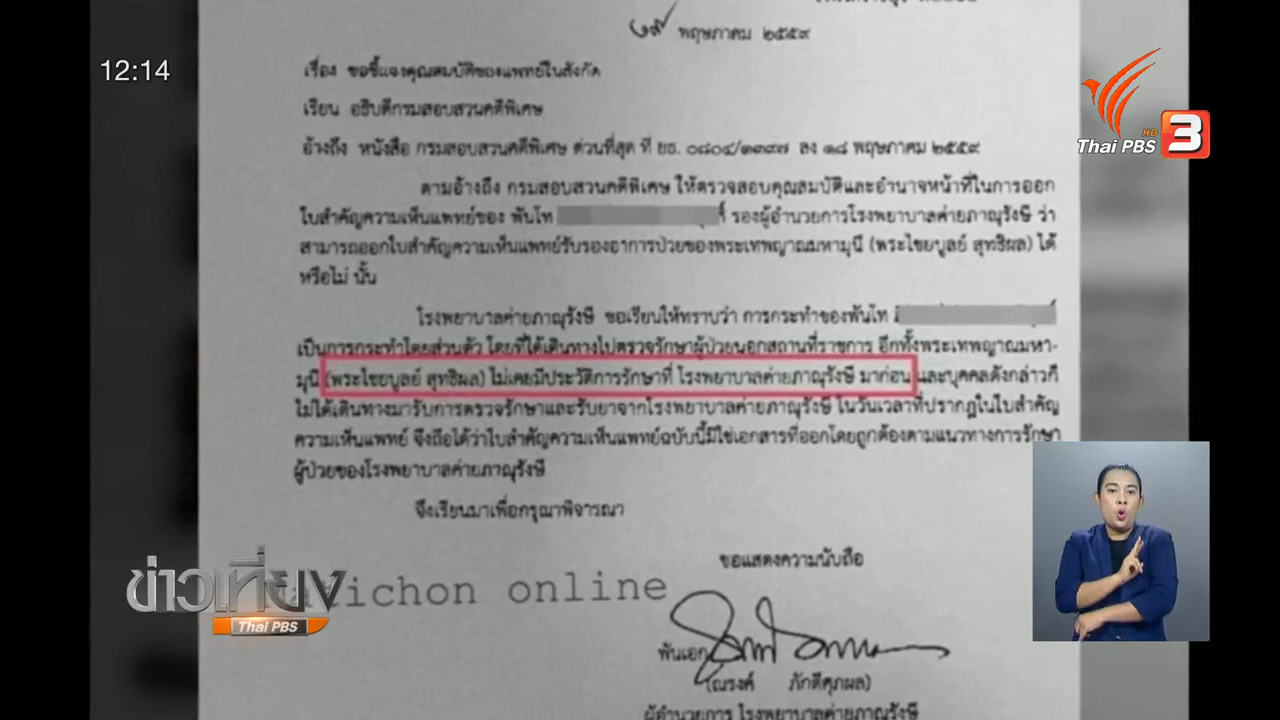 ๑๙ พฤษภาคม ๒๕๕๙
12:14
เรื่อง ขอชี้แจงคุณสมบัติของแพทย์ในสังกัด
เรียน อธิบดีกรมสอบสวนคดีพิเศษ
อ้างถึง หนังสือ กรมสอบสวนคดีพิเศษ ด่วนที่สุด ที่ ยธ. ๐๘๐๔/๑๓๙๗ ลง ๑๘ พฤษภาคม ๒๕๕๙
Thai PBS HD 3
ตามอ้างถึง กรมสอบสวนคดีพิเศษ ให้ตรวจสอบคุณสมบัติและอำนาจหน้าที่ในการออก
ใบสำคัญความเห็นแพทย์ของ พันโท รองผู้อำนวยการโรงพยาบาลค่ายภาณุรังษี ว่า
สามารถออกใบสำคัญความเห็นแพทย์รับรองอาการป่วยของพระเทพญาณมหามุนี (พระไชยบูลย์ สุทธิผล) ได้
หรือไม่ นั้น
โรงพยาบาลค่ายภาณุรังษี ขอเรียนให้ทราบว่า การกระทำของพันโท
เป็นการกระทำโดยส่วนตัว โดยที่ได้เดินทางไปตรวจรักษาผู้ป่วยนอกสถานที่ราชการ อีกทั้งพระเทพญาณมหา-
มุนี (พระไชยบูลย์ สุทธิผล) ไม่เคยมีประวัติการรักษาที่ โรงพยาบาลค่ายภาณุรังษี มาก่อน และบุคคลดังกล่าวก็
ไม่ได้เดินทางมารับการตรวจรักษาและรับยาจากโรงพยาบาลค่ายภาณุรังษี ในวันเวลาที่ปรากฏในใบสำคัญ
ความเห็นแพทย์ จึงถือได้ว่าใบสำคัญความเห็นแพทย์ฉบับนี้มิใช่เอกสารที่ออกโดยถูกต้องตามแนวทางการรักษา
ผู้ป่วยของโรงพยาบาลค่ายภาณุรังษี
จึงเรียนมาเพื่อกรุณาพิจารณา
ขอแสดงความนับถือ
ichon online
ข่าวเที่ยง
Thai PBS
พันเอก
(ณรงค์ ภักดีศุภผล)
ผู้อำนวยการ โรงพยาบาลค่ายภาณุรังษี